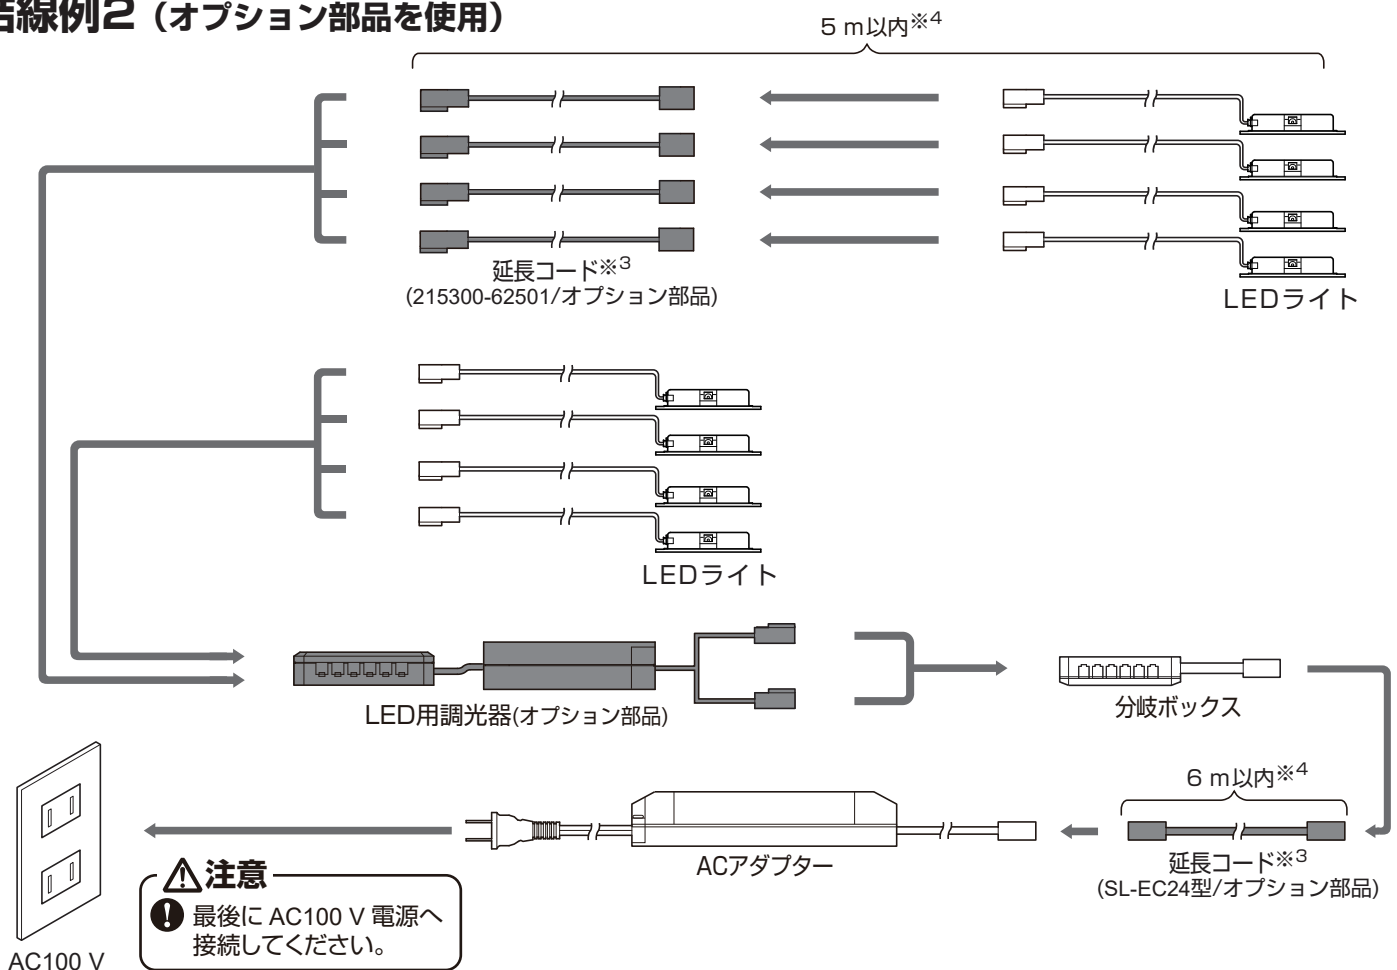 結線例2（オプション部品を使用）
5 m以内※4
延長コード※3
(215300-62501/オプション部品)
LEDライト
LEDライト
LED用調光器(オプション部品)
分岐ボックス
6 m以内※4
延長コード※3
(SL-EC24型/オプション部品)
ACアダプター
注意
最後に AC100 V 電源へ
接続してください。
AC100 V